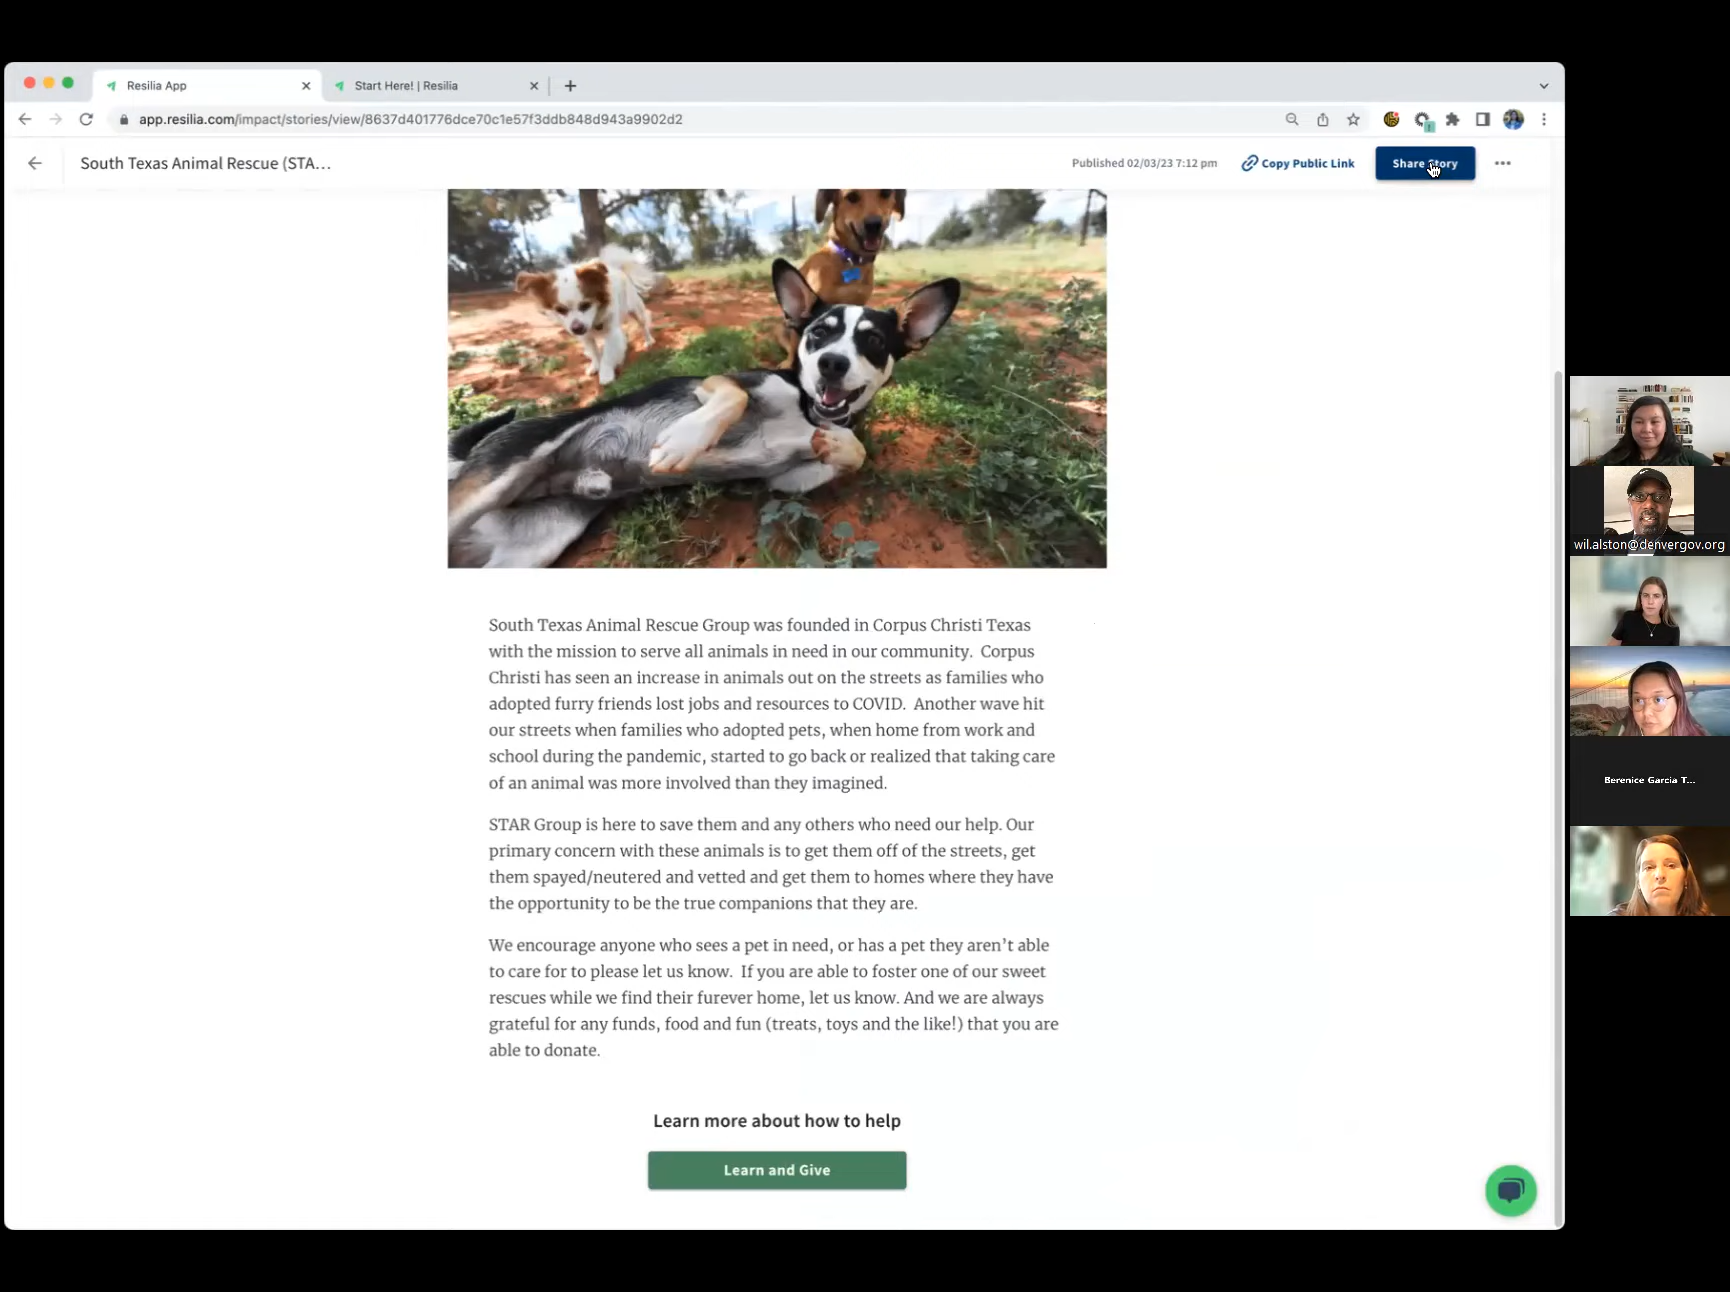 Resilia App
Start Here! | Resilia
app.resilia.com/impact/stories/view/8637d401776dce70c1e57f3ddb848d943a9902d2
South Texas Animal Rescue (STA...
Published 02/03/23 7:12 pm
Copy Public Link
Share Story
South Texas Animal Rescue Group was founded in Corpus Christi Texas
with the mission to serve all animals in need in our community.  Corpus
Christi has seen an increase in animals out on the streets as families who
adopted furry friends lost jobs and resources to COVID.  Another wave hit
our streets when families who adopted pets, when home from work and
school during the pandemic, started to go back or realized that taking care
of an animal was more involved than they imagined.
STAR Group is here to save them and any others who need our help. Our
primary concern with these animals is to get them off of the streets, get
them spayed/neutered and vetted and get them to homes where they have
the opportunity to be the true companions that they are.
We encourage anyone who sees a pet in need, or has a pet they aren’t able
to care for to please let us know.  If you are able to foster one of our sweet
rescues while we find their furever home, let us know. And we are always
grateful for any funds, food and fun (treats, toys and the like!) that you are
able to donate.
Learn more about how to help
Learn and Give
wil.alston@denvergov.org
Berenice Garcia T...